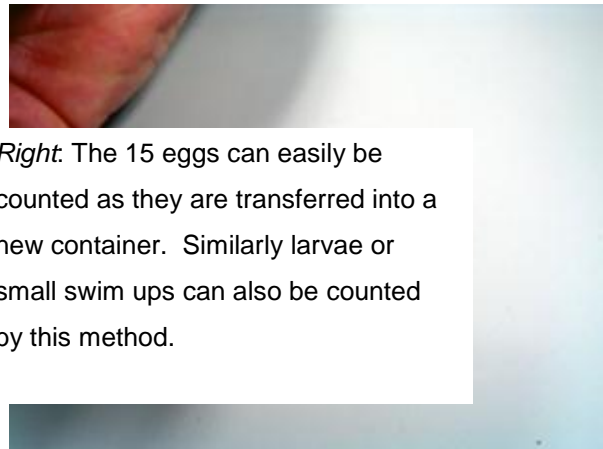 Right: The 15 eggs can easily be
counted as they are transferred into a
new container. Similarly larvae or
small swim ups can also be counted
by this method.